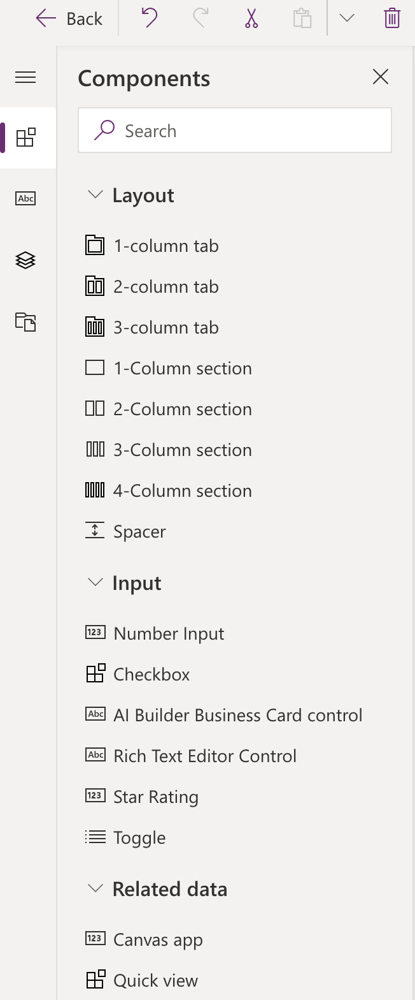 Back
Components
Search
Abc
Layout
1-column tab
2-column tab
3-column tab
1-Column section
2-Column section
3-Column section
4-Column section
Spacer
Input
123 Number Input
Checkbox
Abc AI Builder Business Card control
Abc Rich Text Editor Control
123 Star Rating
Toggle
Related data
123 Canvas app
Quick view